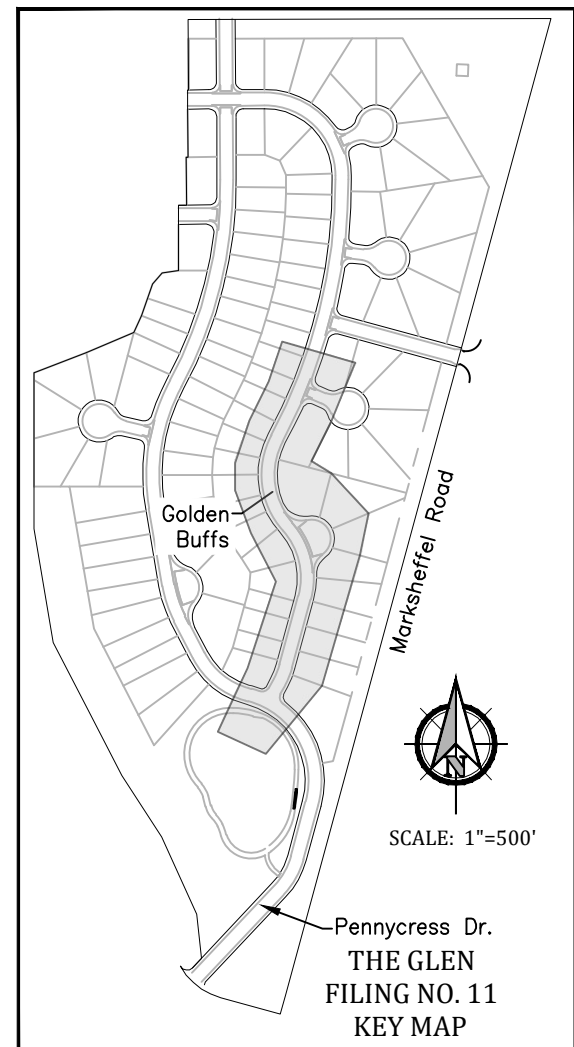 Golden
Buffs
Marksheffel Road
N
SCALE: 1"=500'
Pennycress Dr.
THE GLEN
FILING NO. 11
KEY MAP